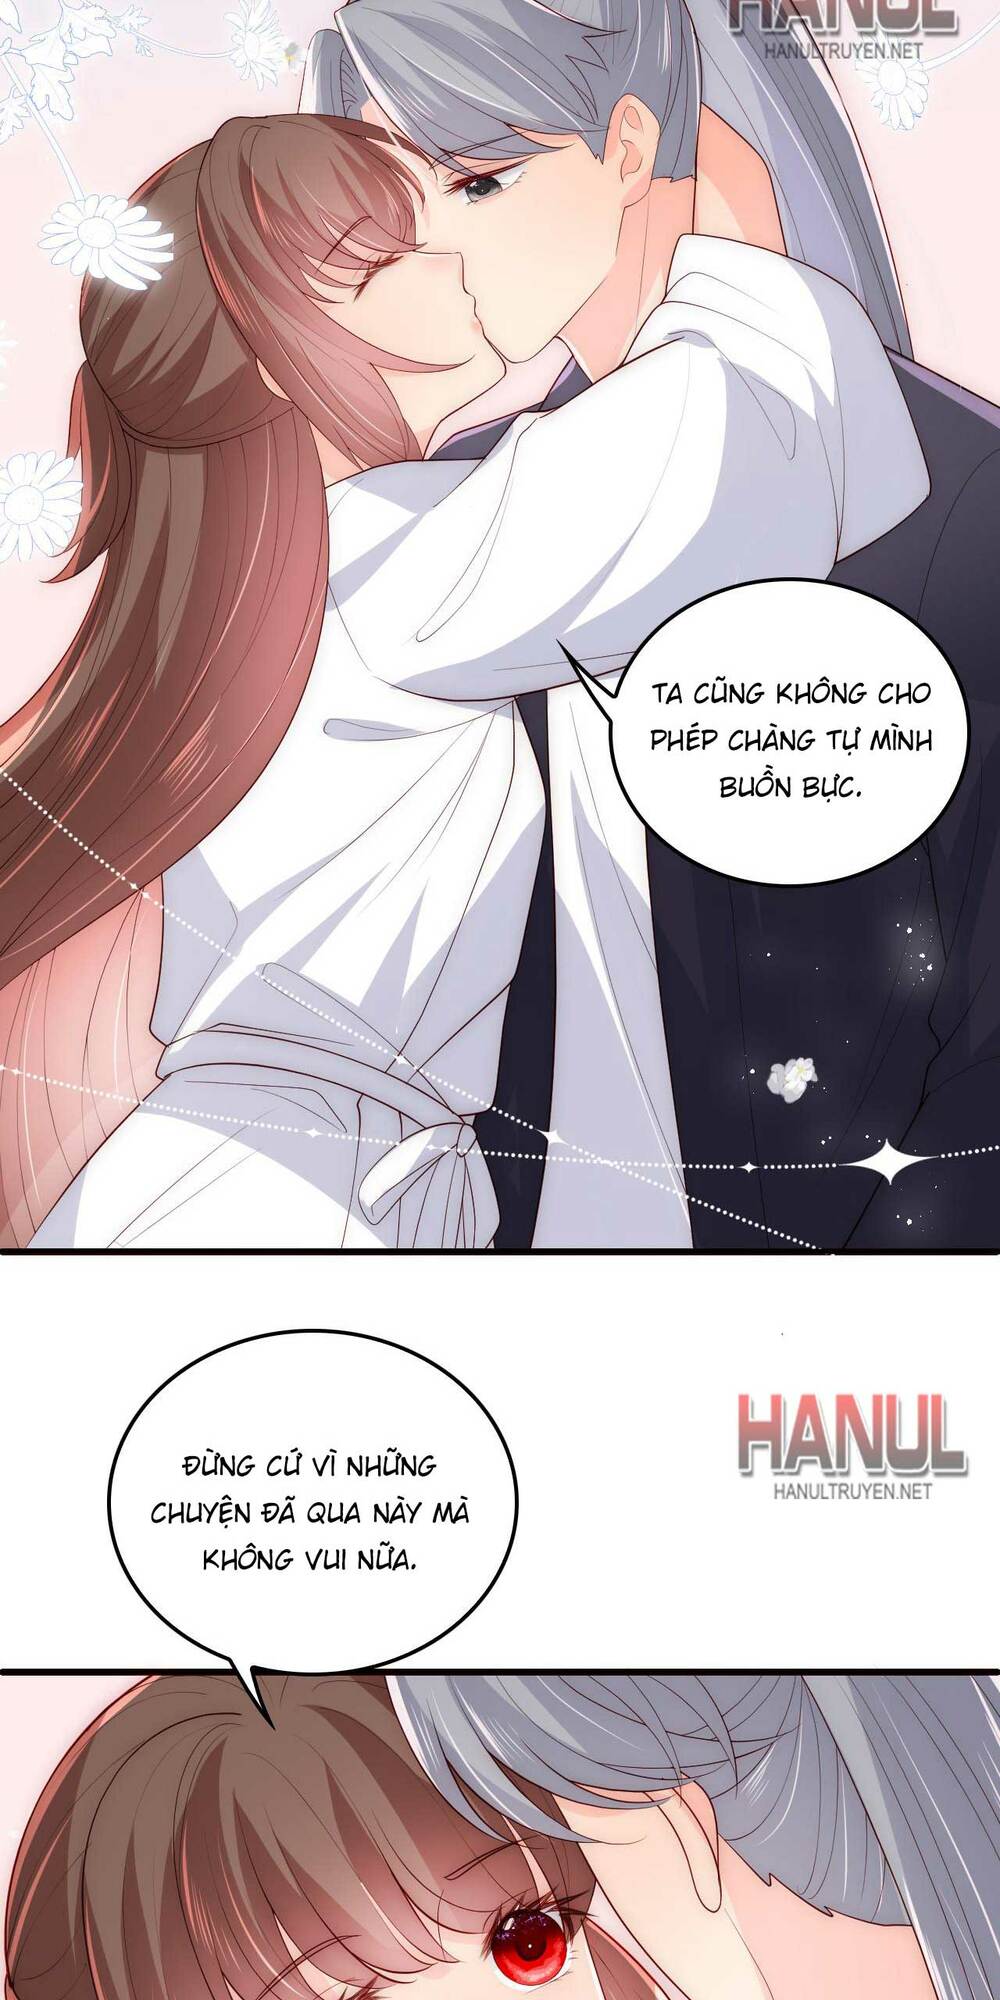 HANUL
HANULTRUYEN.NET
TA CŨNG KHÔNG CHO
PHÉP CHÀNG TỰ MÌNH
BUỒN BỰC.
HANUL
HANULTRUYEN.NET
ĐỪNG CỨ VÌ NHỮNG
CHUYỆN ĐÃ QUA NÀY MÀ
KHÔNG VUI NỮA.